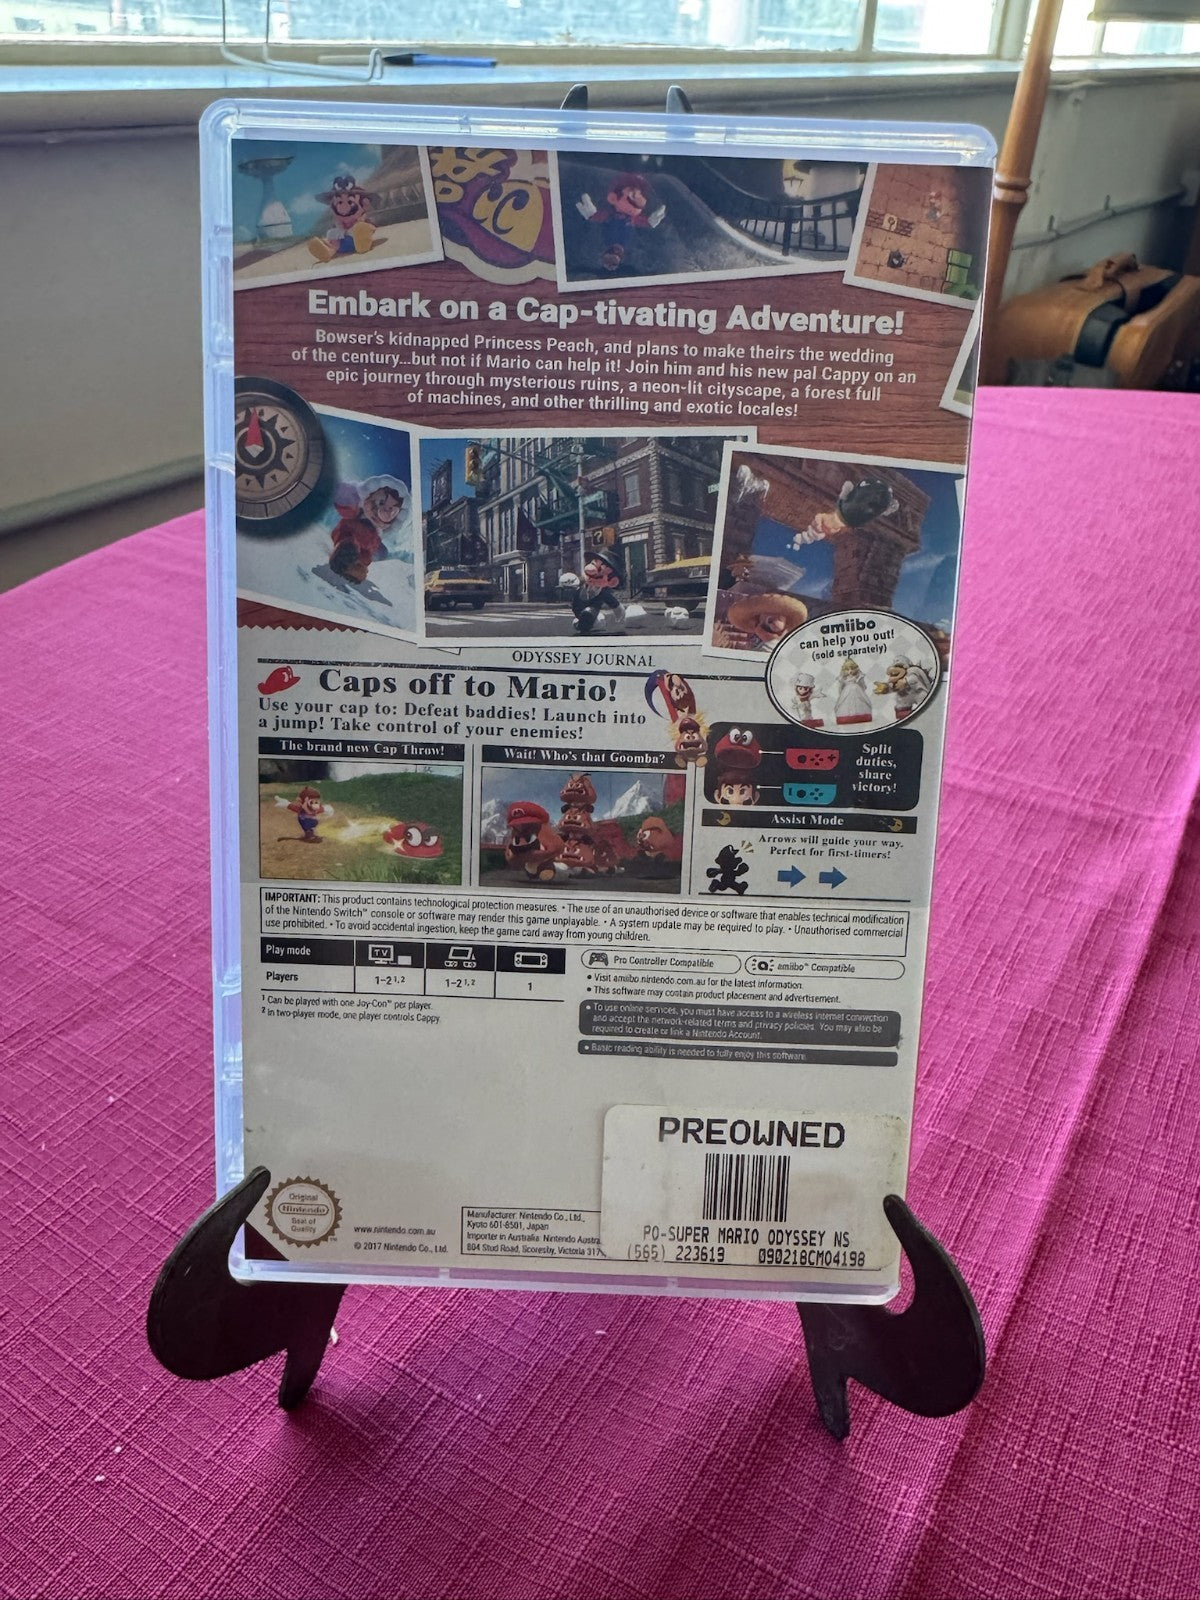 Embark on a Cap-tivating Adventure!
Bowser's kidnapped Princess Peach, and plans to make theirs the wedding
of the century...but not if Mario can help it! Join him and his new pal Cappy on an
epic journey through mysterious ruins, a neon-lit cityscape, a forest full
of machines, and other thrilling and exotic locales!
amiibo
can help you out!
(sold separately)
ODYSSEY JOURNAL
Caps off to Mario!
Use your cap to: Defeat baddies! Launch into
a jump! Take control of your enemies!
The brand new Cap Throw!
Wait! Who's that Goomba?
Split
duties,
share
victory!
Assist Mode
Arrows will guide your way.
Perfect for first-timers!
IMPORTANT: This product contains technological protection measures. • The use of an unauthorised device or software that enables technical modification
of the Nintendo Switch™ console or software may render this game unplayable. • A system update may be required to play. • Unauthorised commercial
use prohibited. • To avoid accidental ingestion, keep the game card away from young children.
Play mode
TV
Players
1–2 1, 2
1–2 1, 2
1
1 Can be played with one Joy-Con™ per player.
2 In two-player mode, one player controls Cappy.
Pro Controller Compatible
amiibo™ Compatible
• Visit amiibo.nintendo.com.au for the latest information.
• This software may contain product placement and advertisement.
• To use online services, you must have access to a wireless internet connection
and accept the network-related terms and privacy policies. You may also be
required to create or link a Nintendo Account.
• Basic reading ability is needed to fully enjoy this software.
PREOWNED
PO-SUPER MARIO ODYSSEY NS
(565) 223613 090218CM04198
Original
Nintendo
Seal of
Quality
www.nintendo.com.au
© 2017 Nintendo Co., Ltd.
Manufacturer: Nintendo Co., Ltd.,
Kyoto 601-8501, Japan
Importer in Australia: Nintendo Austra
804 Stud Road, Scoresby, Victoria 317